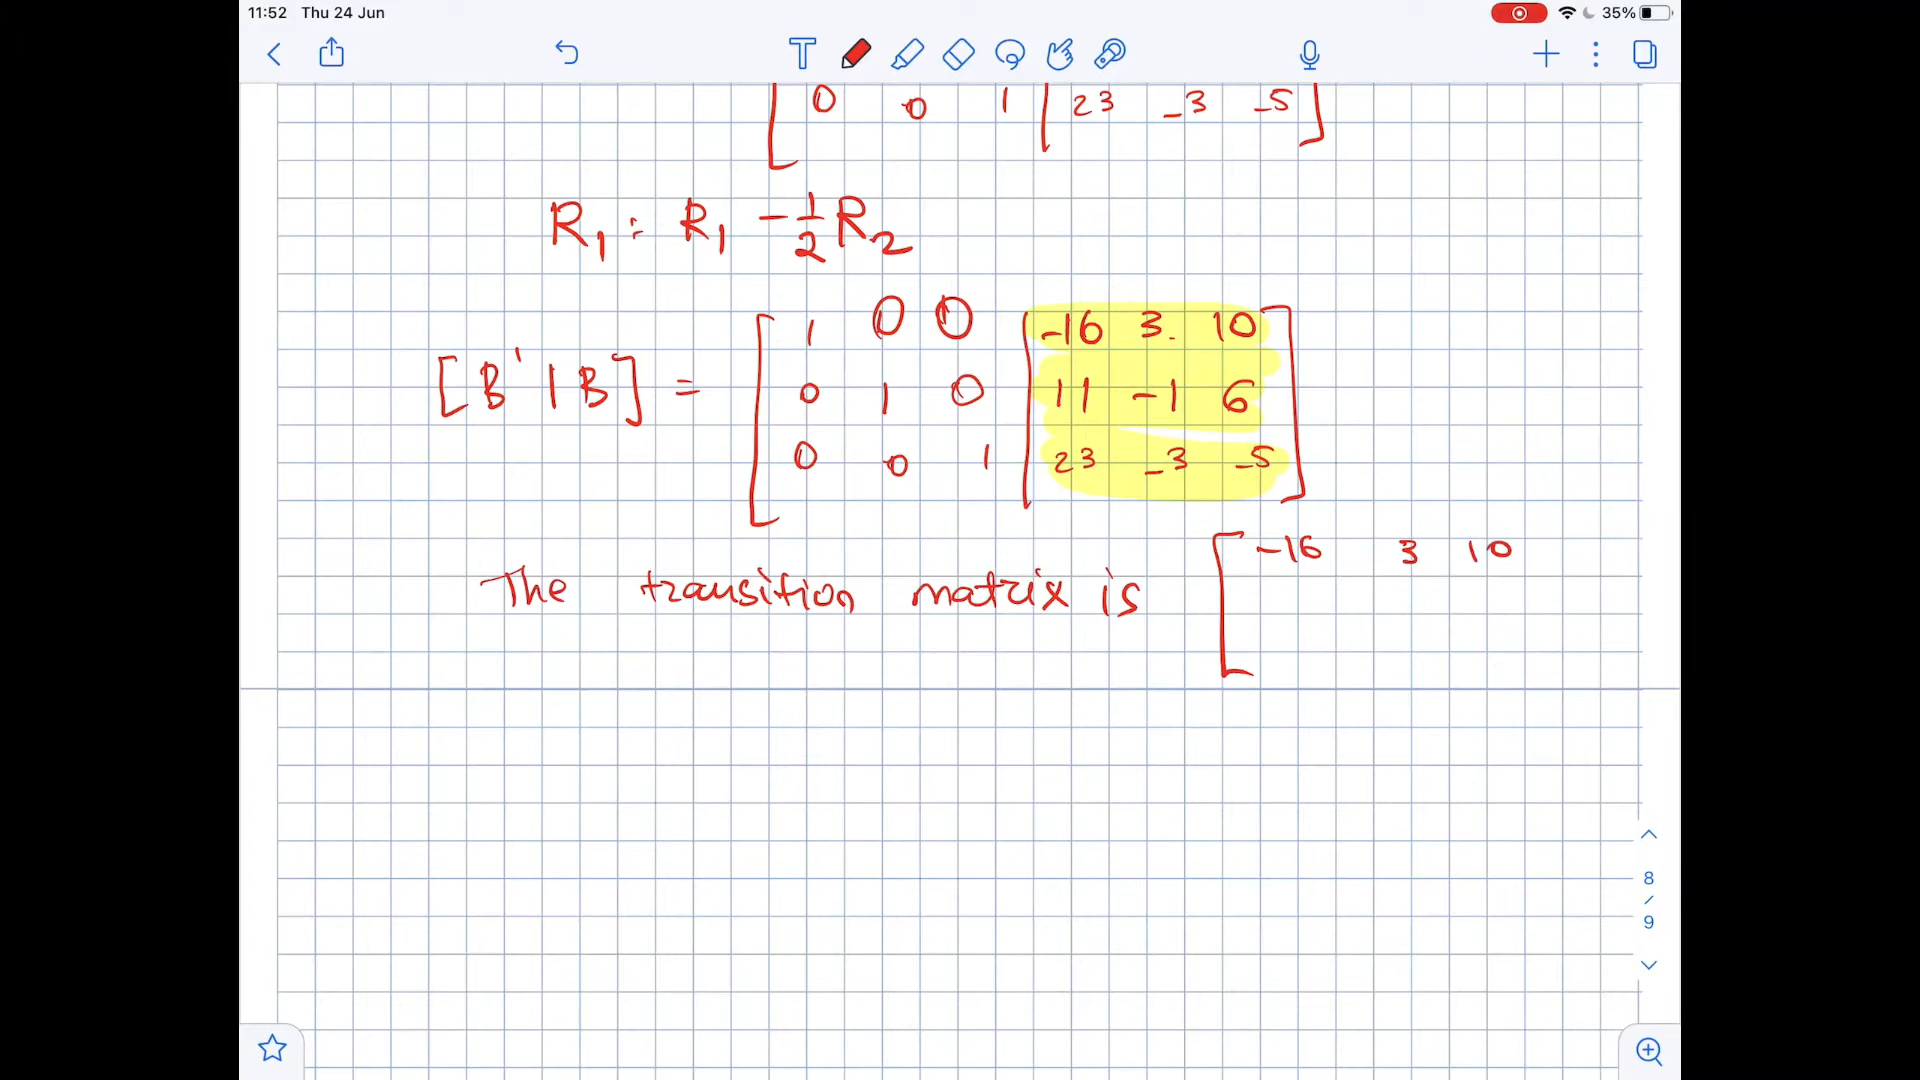 11:52 Thu 24 Jun 35%
0 0 1 | 23 -3 -5
R1 : R1 - 1/2 R2
1 0 0 | -16 3. 10
[B' | B] = 0 1 0 | 11 -1 6
0 0 1 | 23 -3 -5
-16 3 10
The transition matrix is [
8
/
9